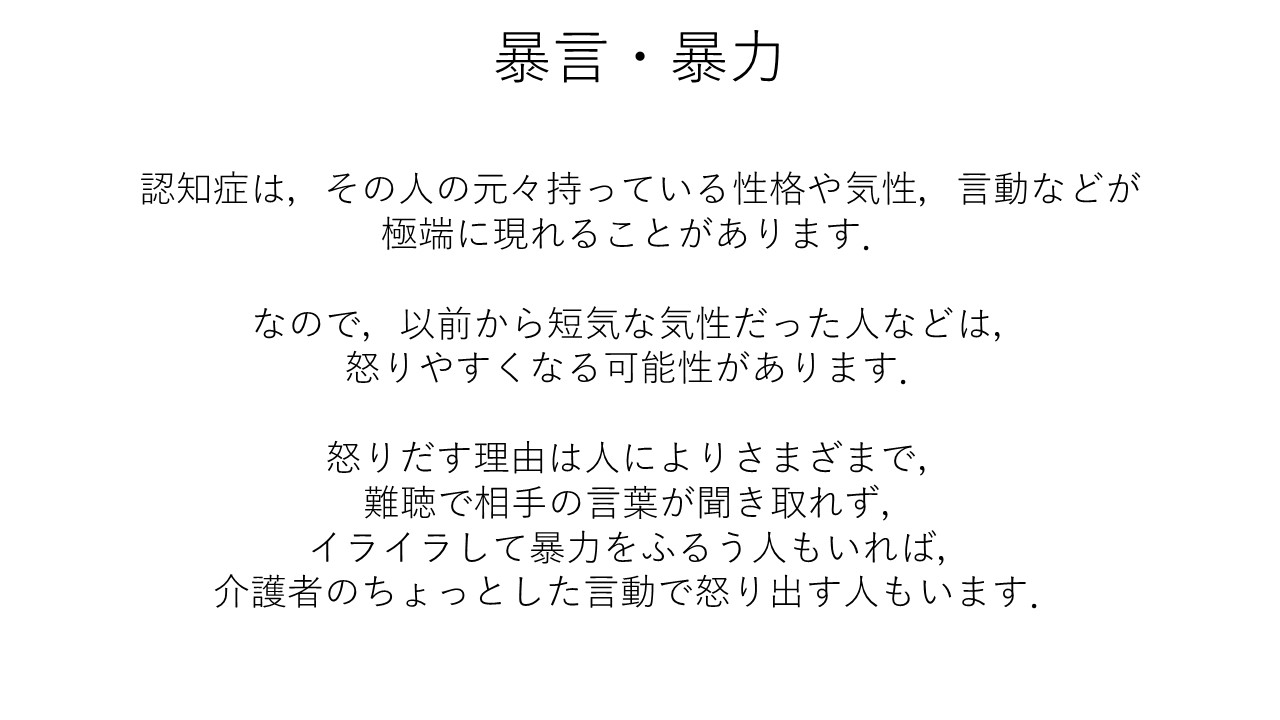 暴言・暴力
認知症は，その人の元々持っている性格や気性，言動などが
極端に現れることがあります．
なので，以前から短気な気性だった人などは，
怒りやすくなる可能性があります．
怒りだす理由は人によりさまざまで，
難聴で相手の言葉が聞き取れず，
イライラして暴力をふるう人もいれば，
介護者のちょっとした言動で怒り出す人もいます．